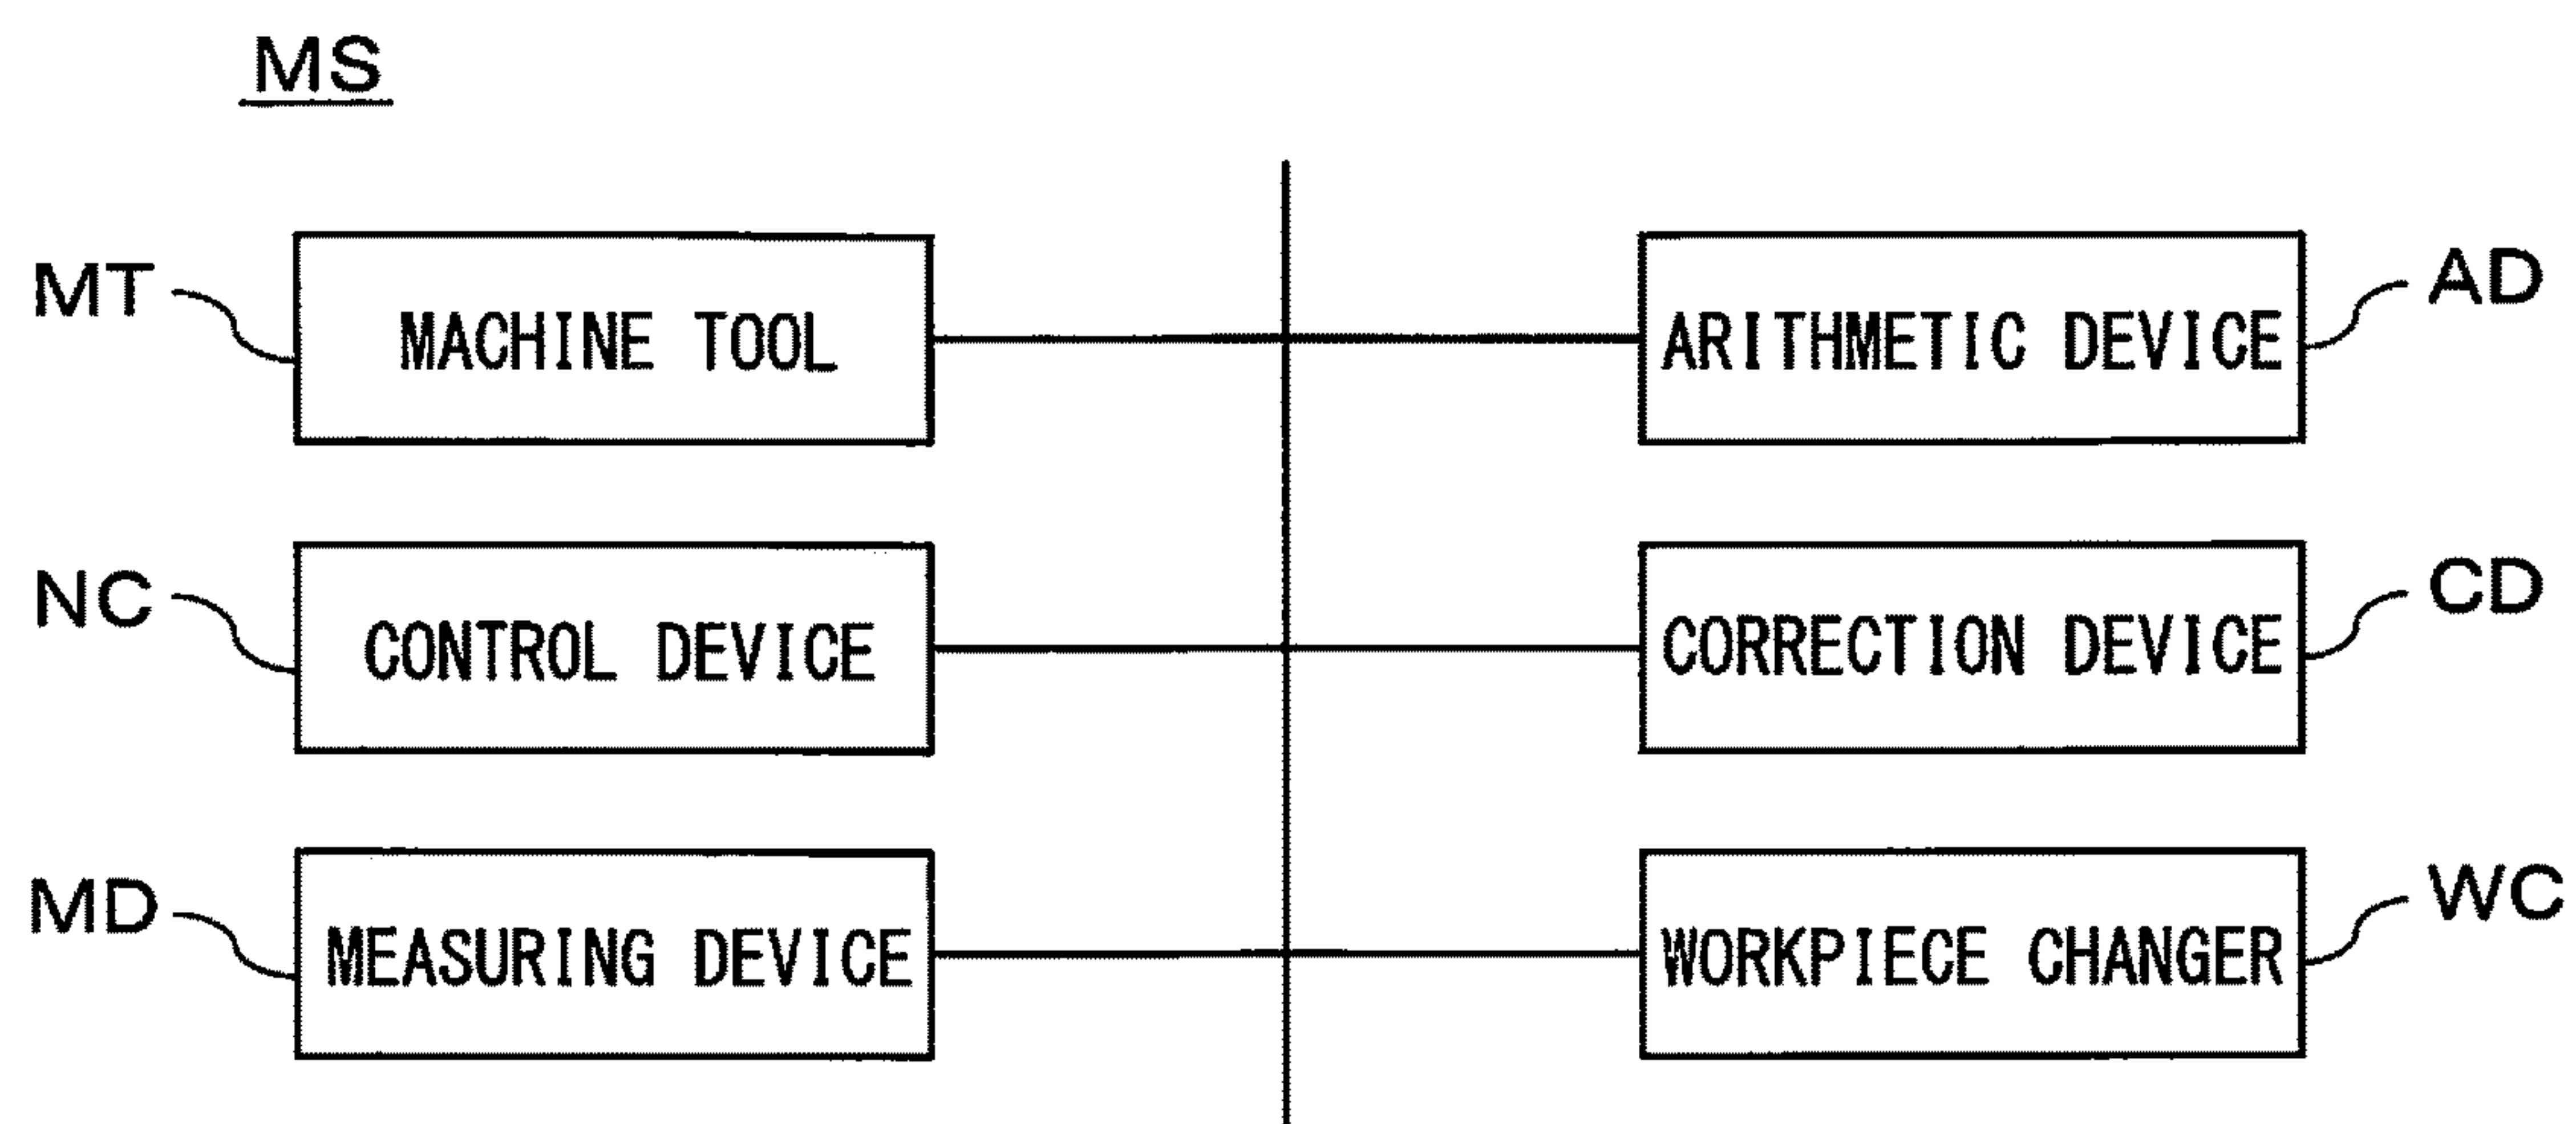 MS
MT MACHINE TOOL ARITHMETIC DEVICE AD
NC CONTROL DEVICE CORRECTION DEVICE CD
MD MEASURING DEVICE WORKPIECE CHANGER WC